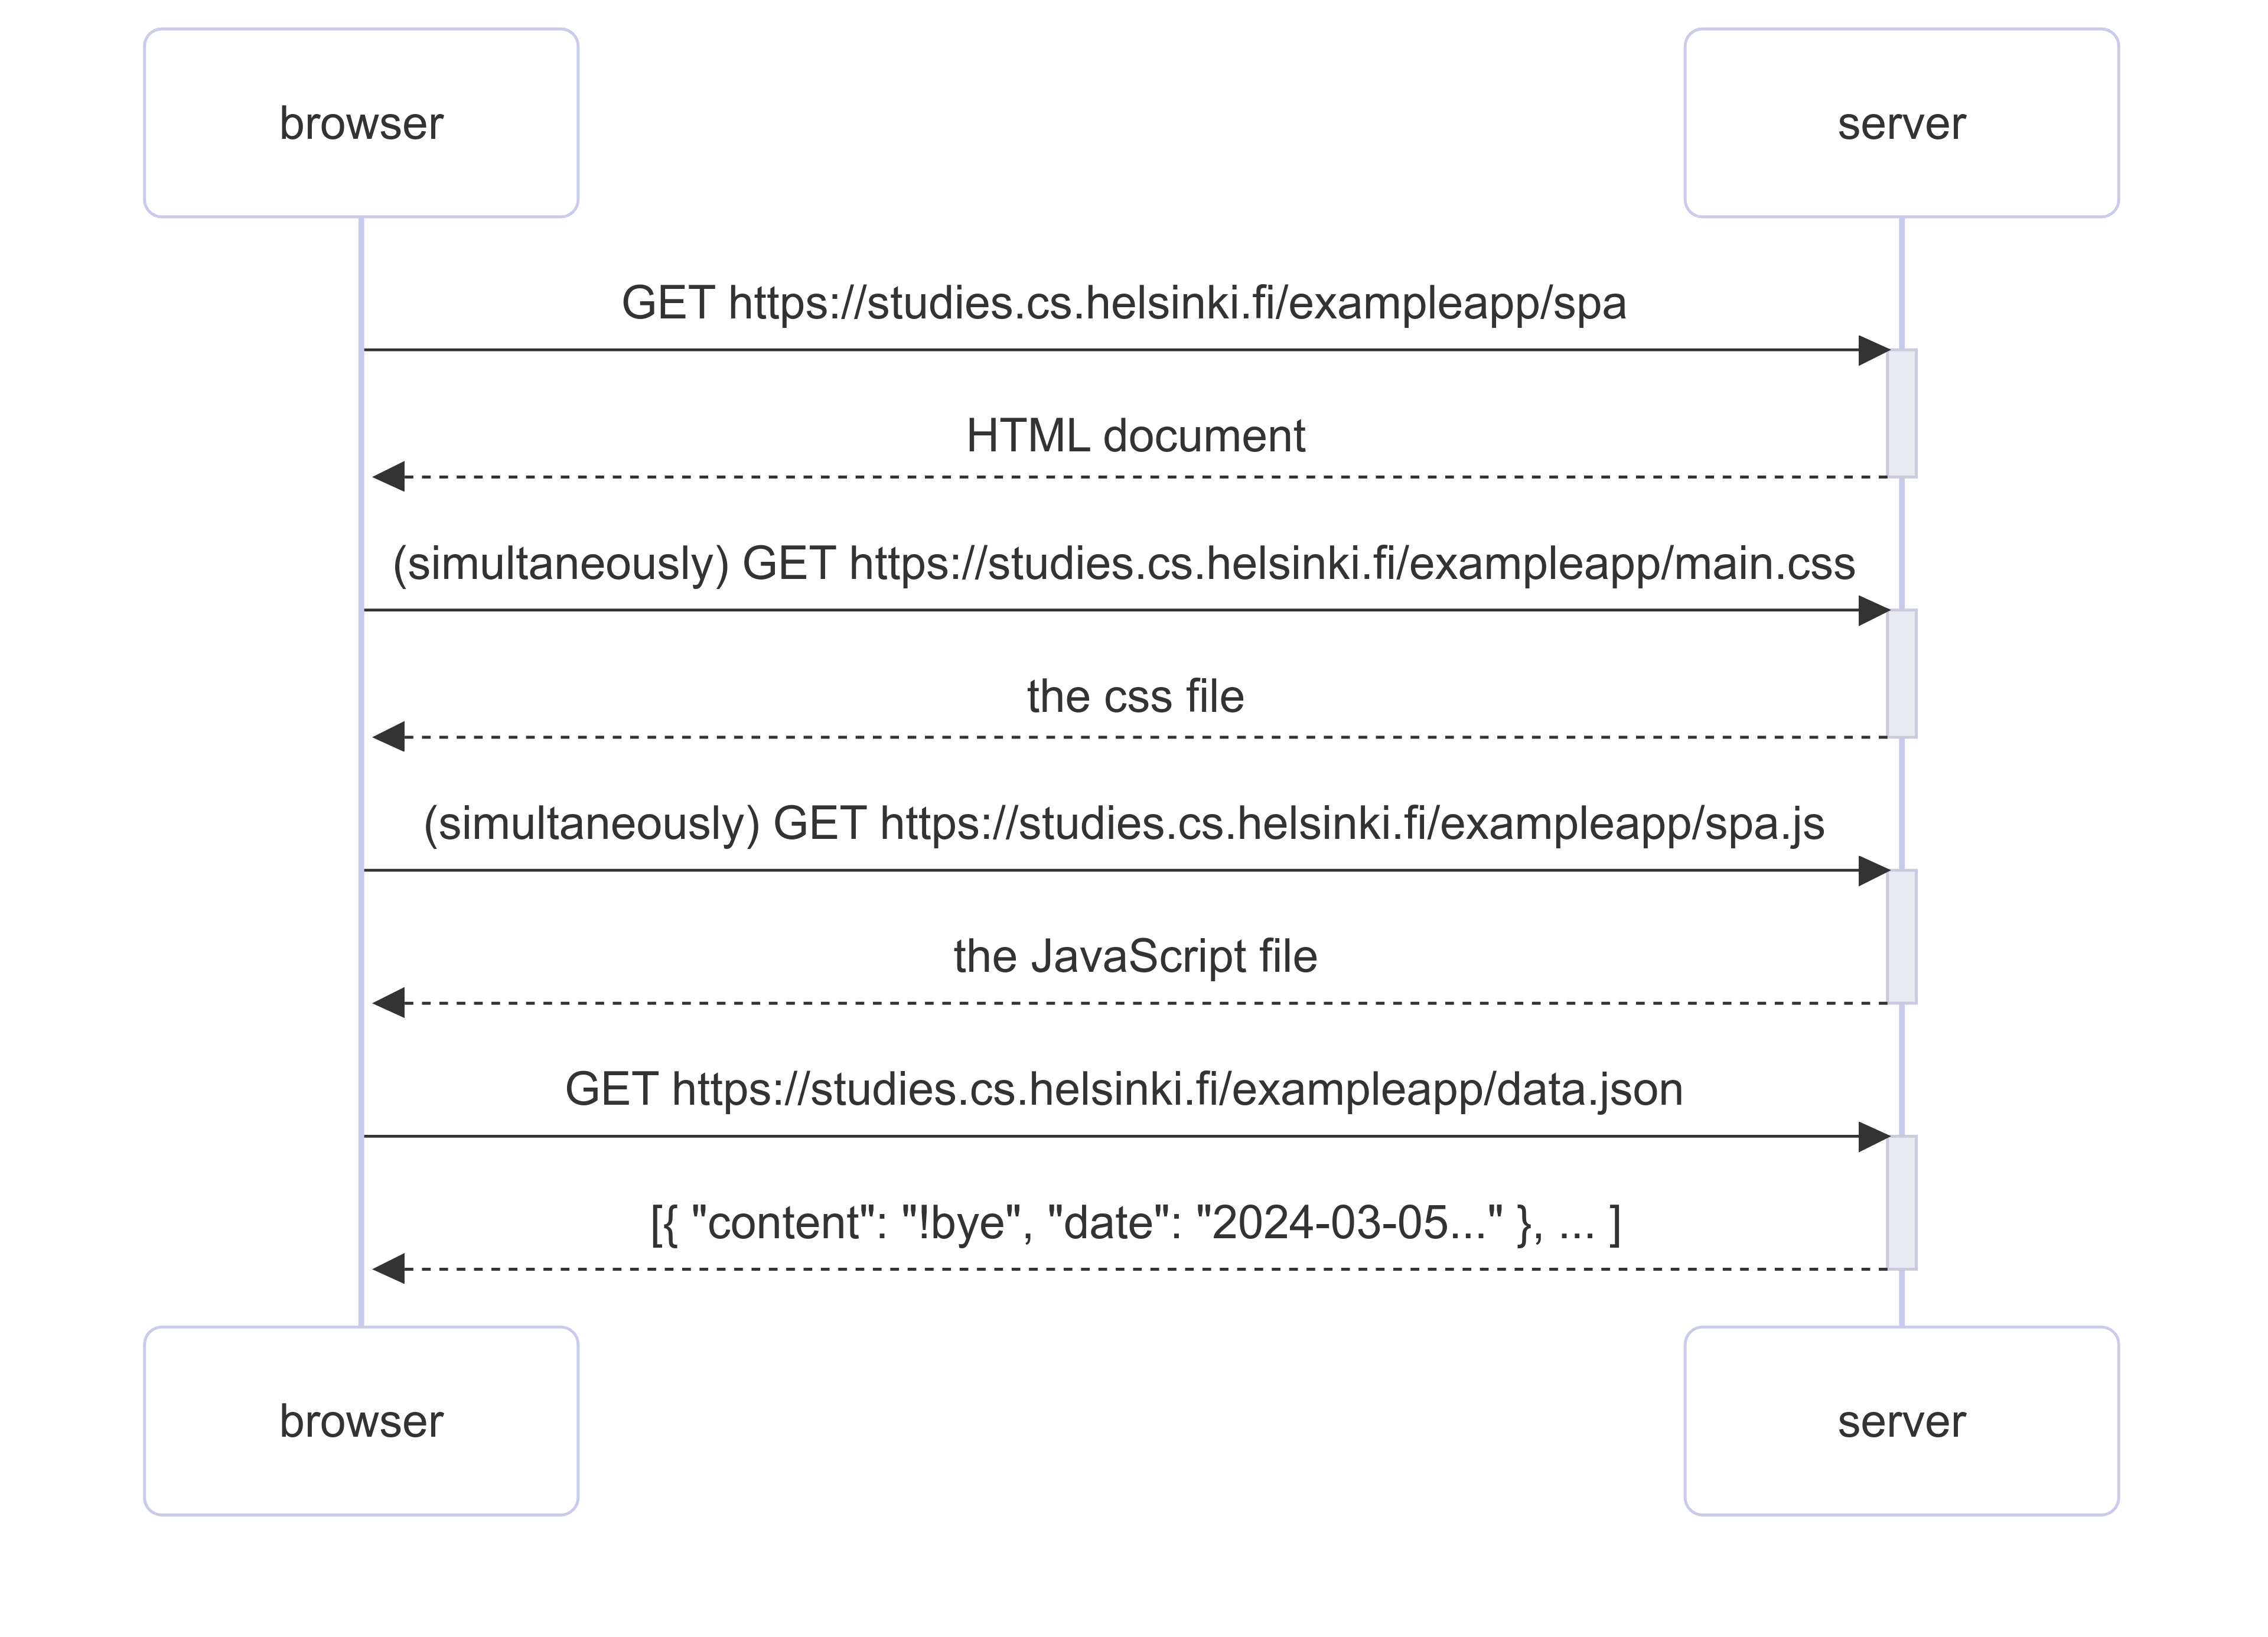 browser
server
GET https://studies.cs.helsinki.fi/exampleapp/spa
HTML document
(simultaneously) GET https://studies.cs.helsinki.fi/exampleapp/main.css
the css file
(simultaneously) GET https://studies.cs.helsinki.fi/exampleapp/spa.js
the JavaScript file
GET https://studies.cs.helsinki.fi/exampleapp/data.json
[{ "content": "!bye", "date": "2024-03-05..." }, ... ]
browser
server